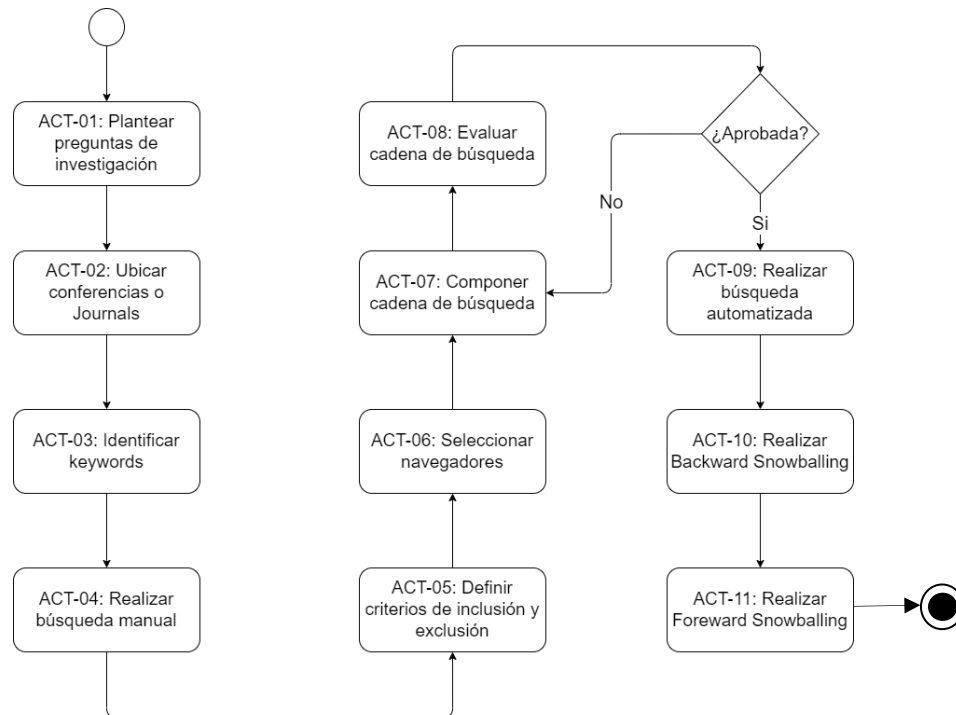 ACT-01: Plantear
preguntas de
investigación
ACT-02: Ubicar
conferencias o
Journals
ACT-03: Identificar
keywords
ACT-04: Realizar
búsqueda manual
ACT-05: Definir
criterios de inclusión y
exclusión
ACT-06: Seleccionar
navegadores
ACT-07: Componer
cadena de búsqueda
ACT-08: Evaluar
cadena de búsqueda
¿Aprobada?
No
Si
ACT-09: Realizar
búsqueda
automatizada
ACT-10: Realizar
Backward Snowballing
ACT-11: Realizar
Foreward Snowballing